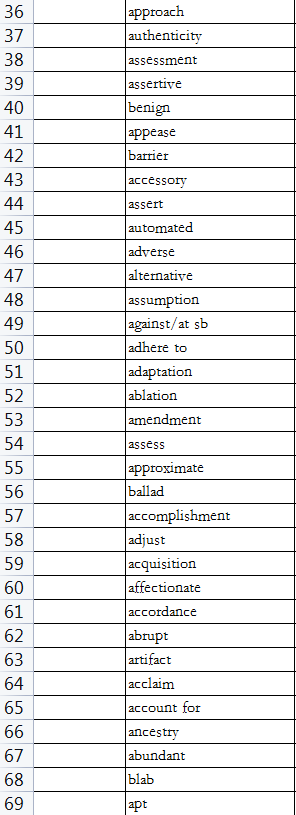 36 approach
37 authenticity
38 assessment
39 assertive
40 benign
41 appease
42 barrier
43 accessory
44 assert
45 automated
46 adverse
47 alternative
48 assumption
49 against/at sb
50 adhere to
51 adaptation
52 ablation
53 amendment
54 assess
55 approximate
56 ballad
57 accomplishment
58 adjust
59 acquisition
60 affectionate
61 accordance
62 abrupt
63 artifact
64 acclaim
65 account for
66 ancestry
67 abundant
68 blab
69 apt